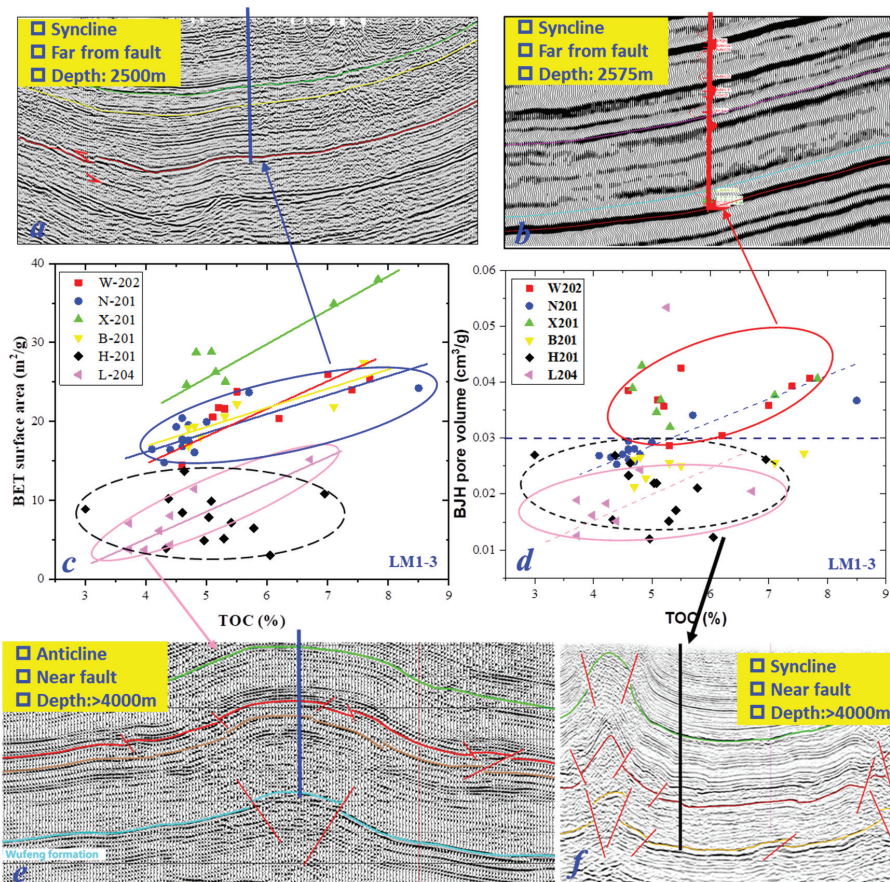 Syncline
Far from fault
Depth: 2500m
a
Syncline
Far from fault
Depth: 2575m
b
40
30
20
10
0
BET surface area (m²/g)
W-202
N-201
X-201
B-201
H-201
L-204
c
LM1-3
3 4 5 6 7 8 9
TOC (%)
0.06
0.05
0.04
0.03
0.02
0.01
BJH pore volume (cm³/g)
W202
N201
X201
B201
H201
L204
d
LM1-3
3 4 5 6 7 8 9
TOC (%)
Anticline
Near fault
Depth:>4000m
Wufeng formation
e
Syncline
Near fault
Depth:>4000m
f